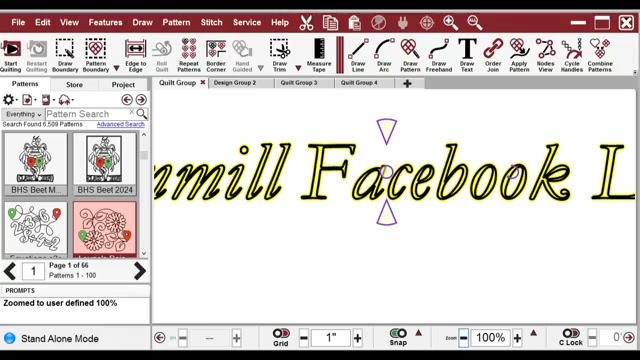 File Edit View Features Draw Pattern Stitch Service Help
Start Quilting Restart Quilting Draw Boundary Pattern Boundary Edge to Edge Roll Quilt Repeat Patterns Border Corner Hand Guided Draw Trim Measure Tape Draw Line Draw Arc Draw Pattern Draw Freehand Draw Text Order Join Apply Pattern Nodes View Cycle Handles Combine Patterns
Patterns Store Project
Quilt Group Design Group 2 Quilt Group 3 Quilt Group 4
Everything Pattern Search
Search Found 6,509 Patterns Advanced Search
BHS Beet M... BHS Beet 2024
nmill Facebook L
1 Page 1 of 66
Patterns 1 - 100
PROMPTS
Zoomed to user defined 100%
Stand Alone Mode
-- Grid 1" Snap Zoom 100% C Lock 0°